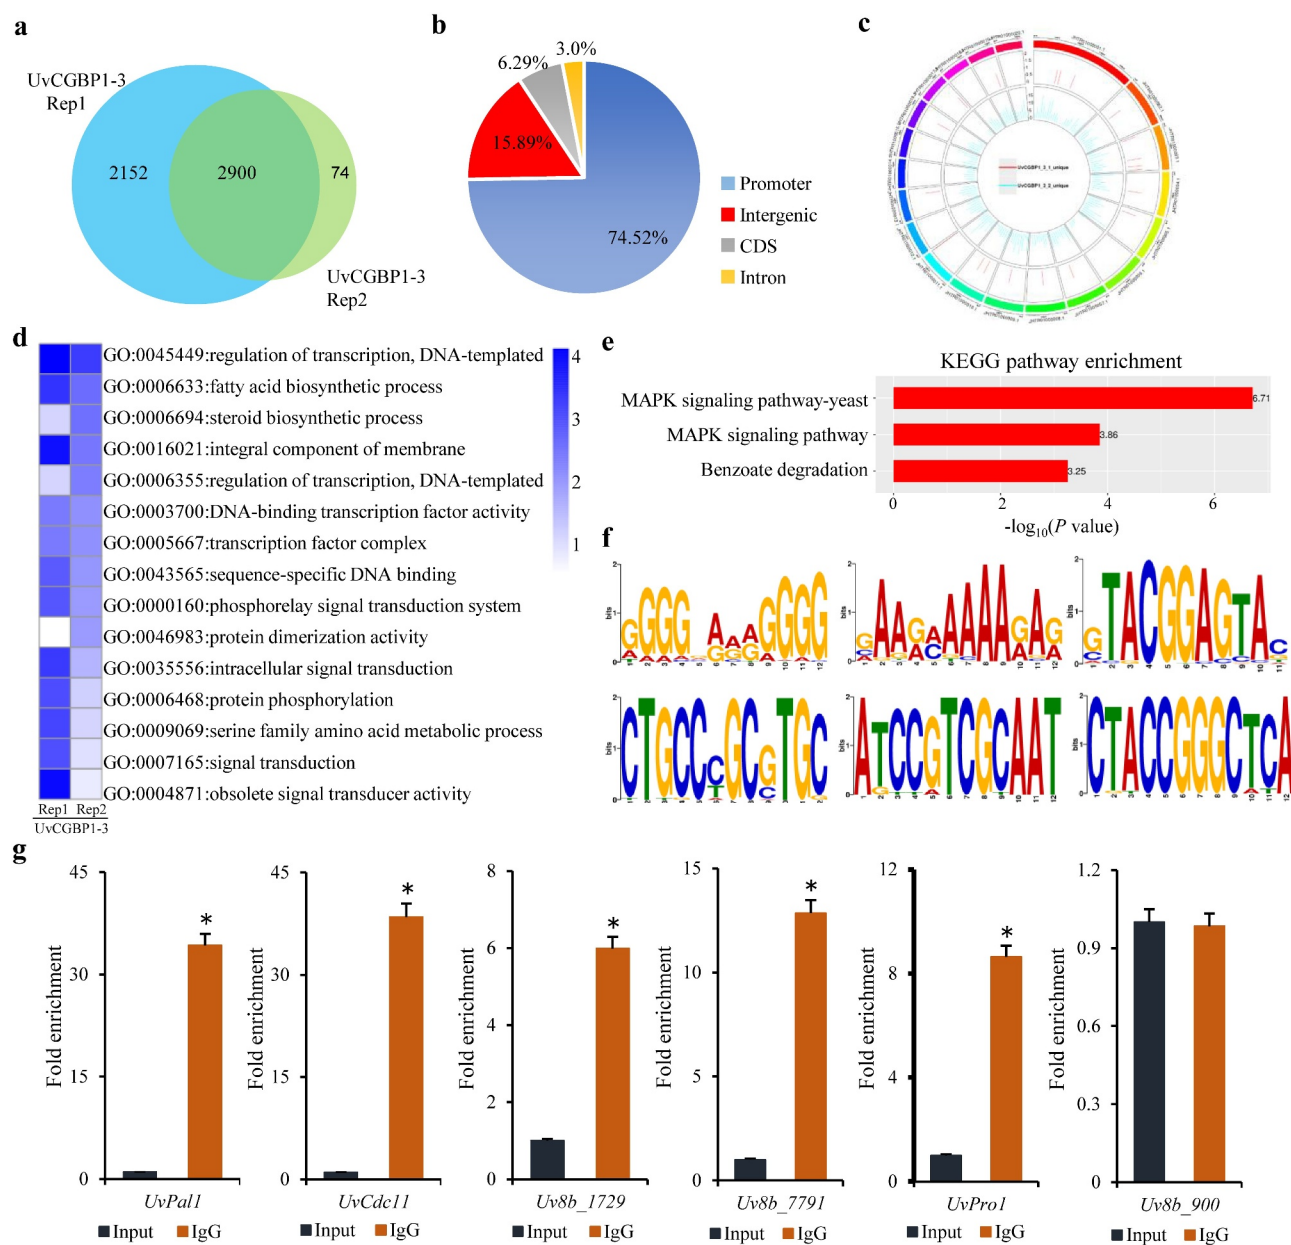 a
UvCGBP1-3
Rep1
2152
2900
74
UvCGBP1-3
Rep2
b
3.0%
6.29%
15.89%
74.52%
Promoter
Intergenic
CDS
Intron
c
UvCGBP1_3_1_unique
UvCGBP1_3_2_unique
d
GO:0045449:regulation of transcription, DNA-templated
GO:0006633:fatty acid biosynthetic process
GO:0006694:steroid biosynthetic process
GO:0016021:integral component of membrane
GO:0006355:regulation of transcription, DNA-templated
GO:0003700:DNA-binding transcription factor activity
GO:0005667:transcription factor complex
GO:0043565:sequence-specific DNA binding
GO:0000160:phosphorelay signal transduction system
GO:0046983:protein dimerization activity
GO:0035556:intracellular signal transduction
GO:0006468:protein phosphorylation
GO:0009069:serine family amino acid metabolic process
GO:0007165:signal transduction
GO:0004871:obsolete signal transducer activity
Rep1 Rep2
UvCGBP1-3
4
3
2
1
e
KEGG pathway enrichment
MAPK signaling pathway-yeast
6.71
MAPK signaling pathway
3.86
Benzoate degradation
3.25
0 2 4 6
-log10(P value)
f
bits
bits
bits
bits
bits
bits
g
Fold enrichment
45
30
15
0
*
UvPal1
Input IgG
Fold enrichment
45
30
15
0
*
UvCdc11
Input IgG
Fold enrichment
8
6
4
2
0
*
Uv8b_1729
Input IgG
Fold enrichment
15
10
5
0
*
Uv8b_7791
Input IgG
Fold enrichment
12
8
4
0
*
UvPro1
Input IgG
Fold enrichment
1.2
0.9
0.6
0.3
0
Uv8b_900
Input IgG